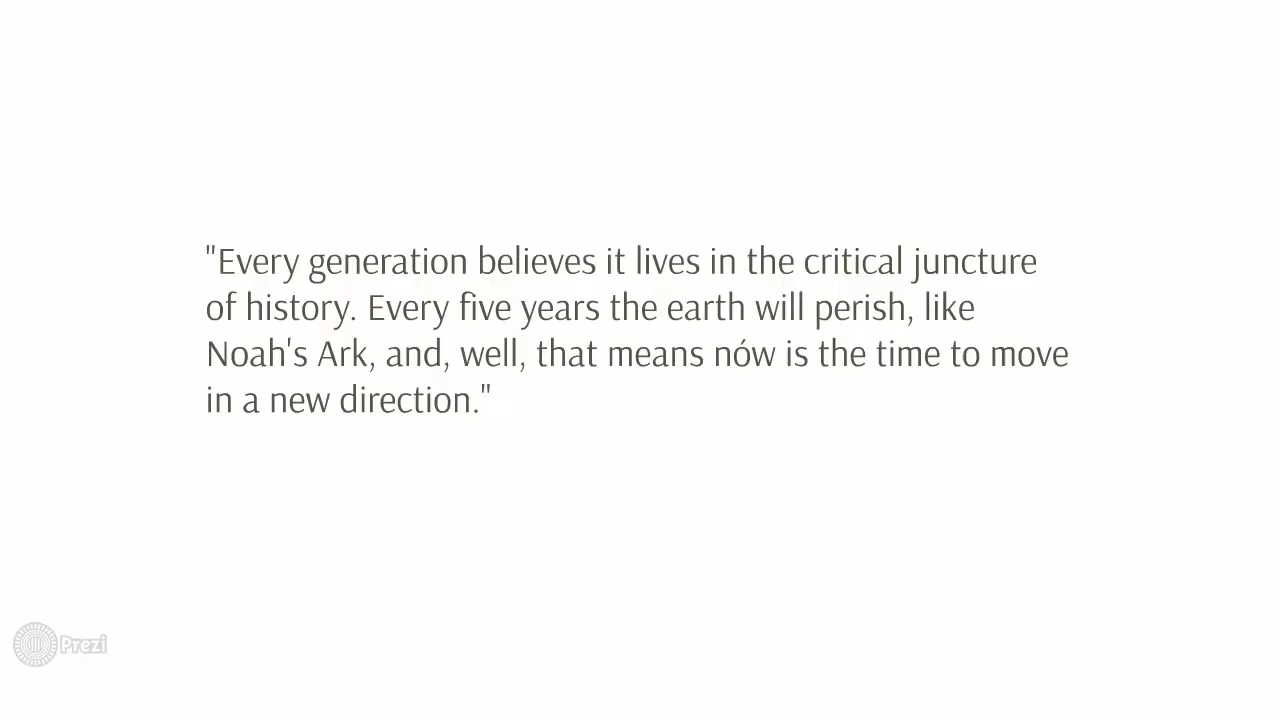 "Every generation believes it lives in the critical juncture
of history. Every five years the earth will perish, like
Noah's Ark, and, well, that means nów is the time to move
in a new direction."
Prezi